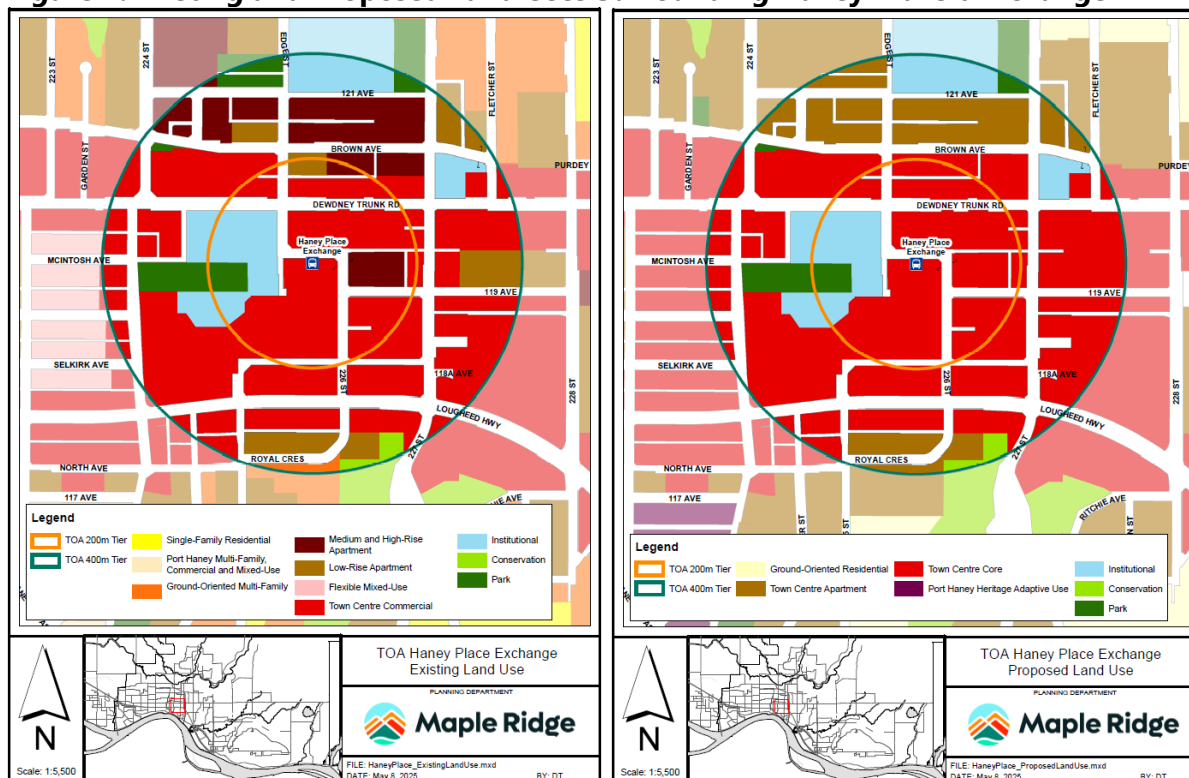 223 ST
224 ST
EDGE ST
FLETCHER ST
121 AVE
GARDEN ST
BROWN AVE
PURDEY
DEWDNEY TRUNK RD
Haney Place
Exchange
MCINTOSH AVE
119 AVE
SELKIRK AVE
226 ST
118A AVE
228 ST
LOUGHEED HWY
227 ST
ROYAL CRES
NORTH AVE
117 AVE
Legend
TOA 200m Tier
TOA 400m Tier
Single-Family Residential
Port Haney Multi-Family,
Commercial and Mixed-Use
Ground-Oriented Multi-Family
Medium and High-Rise
Apartment
Low-Rise Apartment
Flexible Mixed-Use
Town Centre Commercial
Institutional
Conservation
Park
N
Scale: 1:5,500
TOA Haney Place Exchange
Existing Land Use
PLANNING DEPARTMENT
Maple Ridge
FILE: HaneyPlace_ExistingLandUse.mxd
DATE: May 8, 2025 BY: DT
223 ST
224 ST
EDGE ST
FLETCHER ST
121 AVE
GARDEN ST
BROWN AVE
PURDEY
DEWDNEY TRUNK RD
Haney Place
Exchange
MCINTOSH AVE
119 AVE
SELKIRK AVE
226 ST
118A AVE
228 ST
LOUGHEED HWY
227 ST
ROYAL CRES
NORTH AVE
117 AVE
RITCHIE AVE
Legend
TOA 200m Tier
TOA 400m Tier
Ground-Oriented Residential
Town Centre Apartment
Town Centre Core
Port Haney Heritage Adaptive Use
Institutional
Conservation
Park
N
Scale: 1:5,500
TOA Haney Place Exchange
Proposed Land Use
PLANNING DEPARTMENT
Maple Ridge
FILE: HaneyPlace_ProposedLandUse.mxd
DATE: May 8, 2025 BY: DT